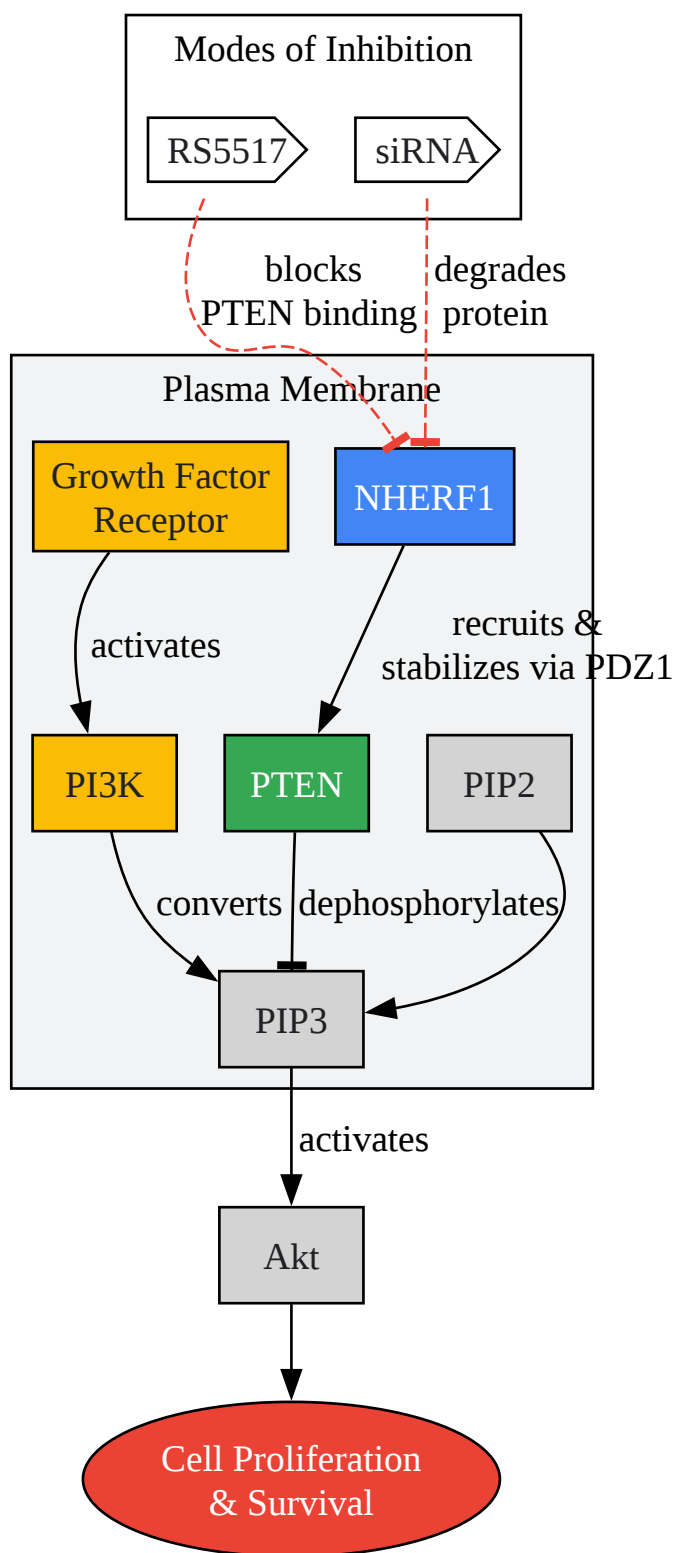 Modes of Inhibition
RS5517
siRNA
blocks
PTEN binding
degrades
protein
Plasma Membrane
Growth Factor
Receptor
NHERF1
activates
recruits &
stabilizes via PDZ1
PI3K
PTEN
PIP2
converts
dephosphorylates
PIP3
activates
Akt
Cell Proliferation
& Survival